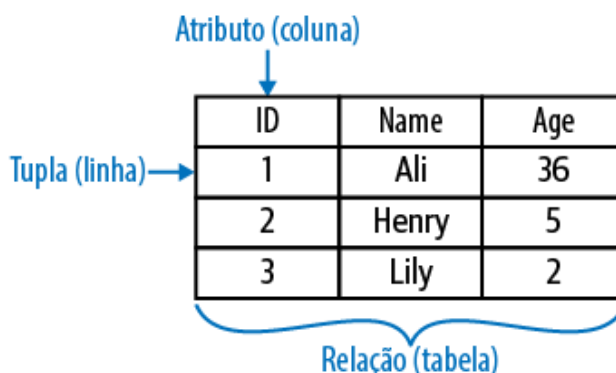 Atributo (coluna)
ID Name Age
Tupla (linha) 1 Ali 36
2 Henry 5
3 Lily 2
Relação (tabela)